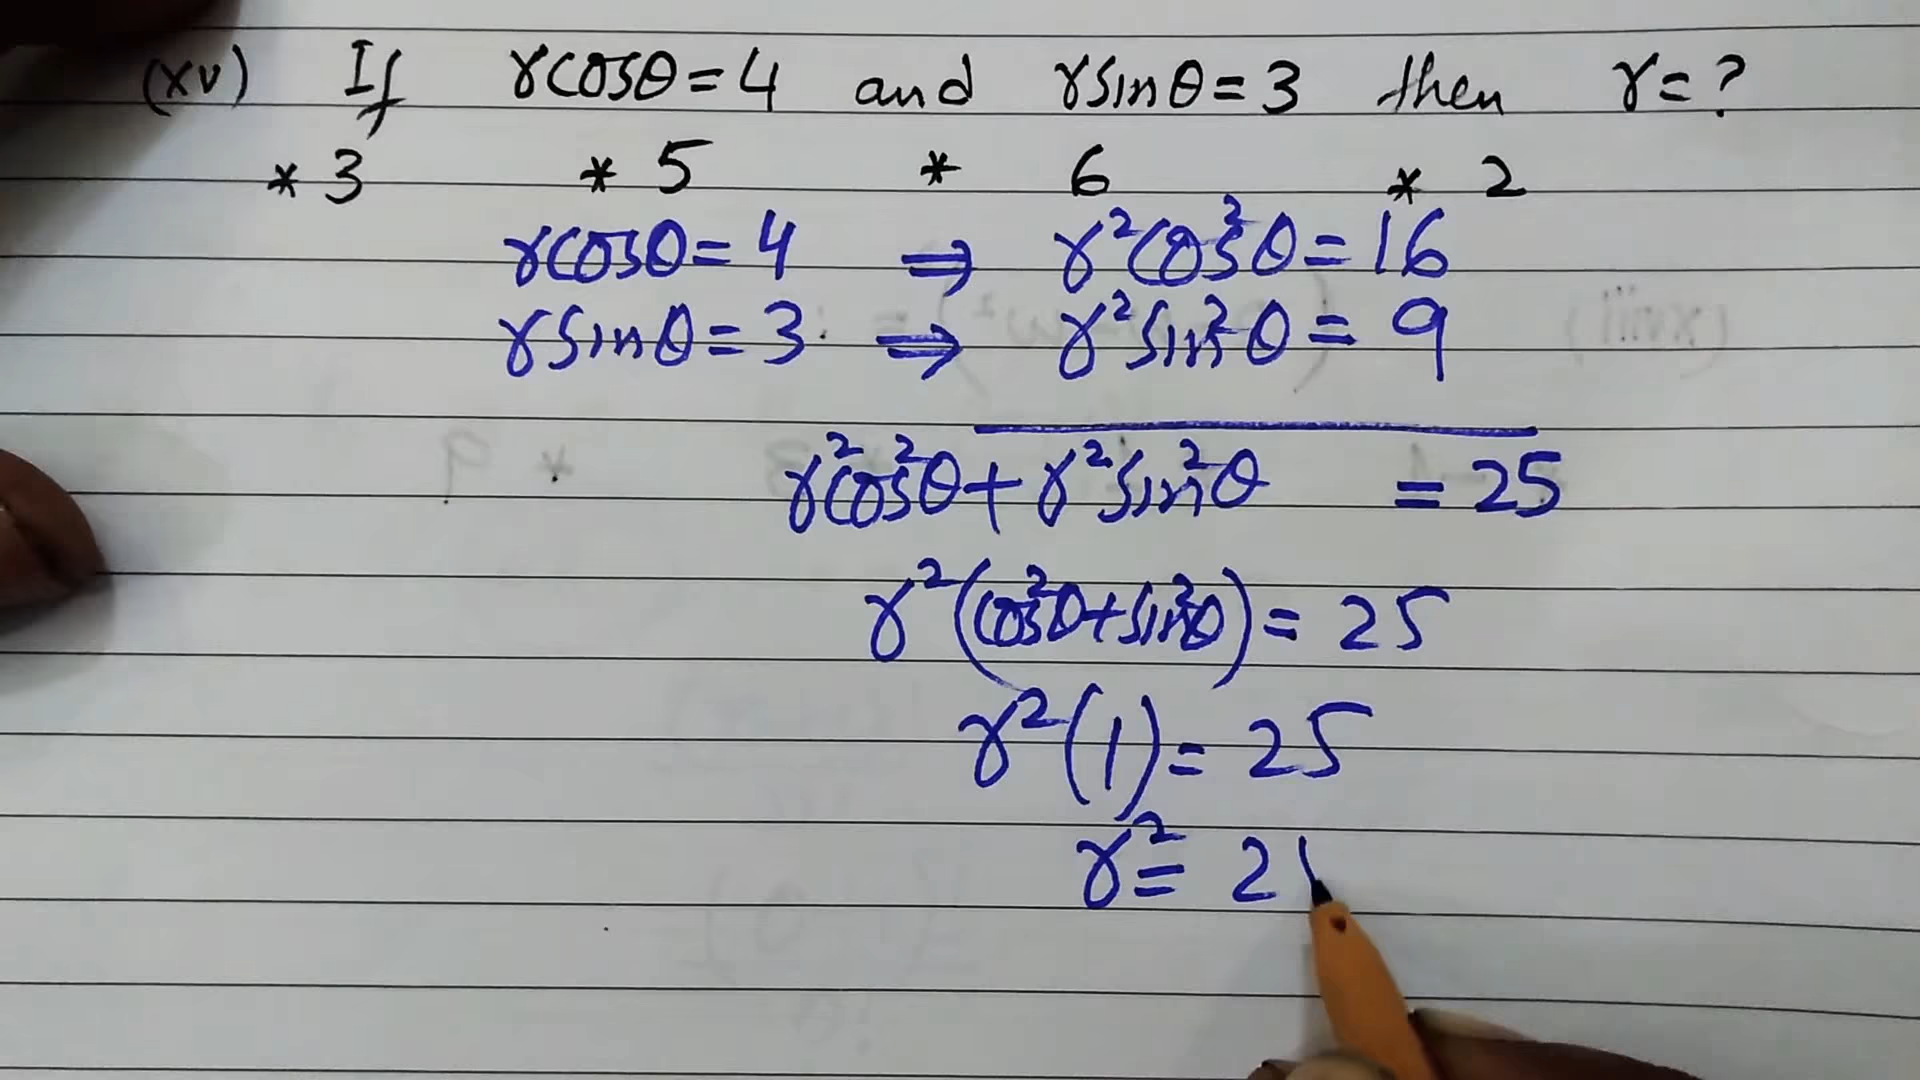 (xv) If rcosθ=4 and rsinθ=3 then r=?
* 3 * 5 * 6 * 2
rcosθ=4 ⇒ r²cos²θ=16
rsinθ=3 ⇒ r²sin²θ=9
r²cos²θ+r²sin²θ =25
r²(cos²θ+sin²θ)=25
r²(1)=25
r²= 2